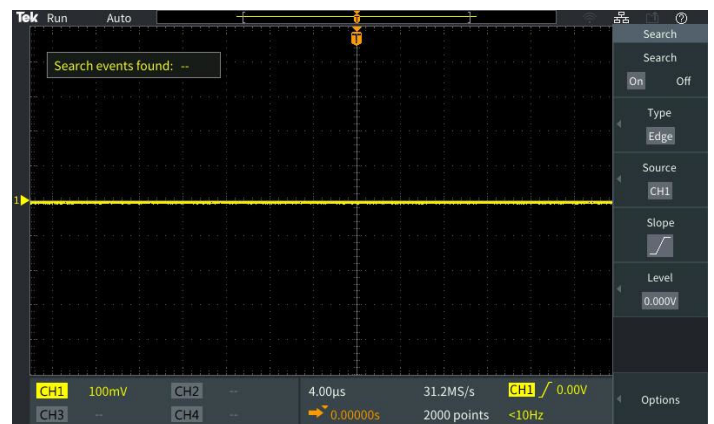 Tek Run Auto
T
T
Search events found: --
1
Search
Search
On Off
Type
Edge
Source
CH1
Slope
Level
0.000V
Options
CH1 100mV CH2 -- 4.00µs 31.2MS/s CH1 0.00V
CH3 -- CH4 -- 0.00000s 2000 points <10Hz